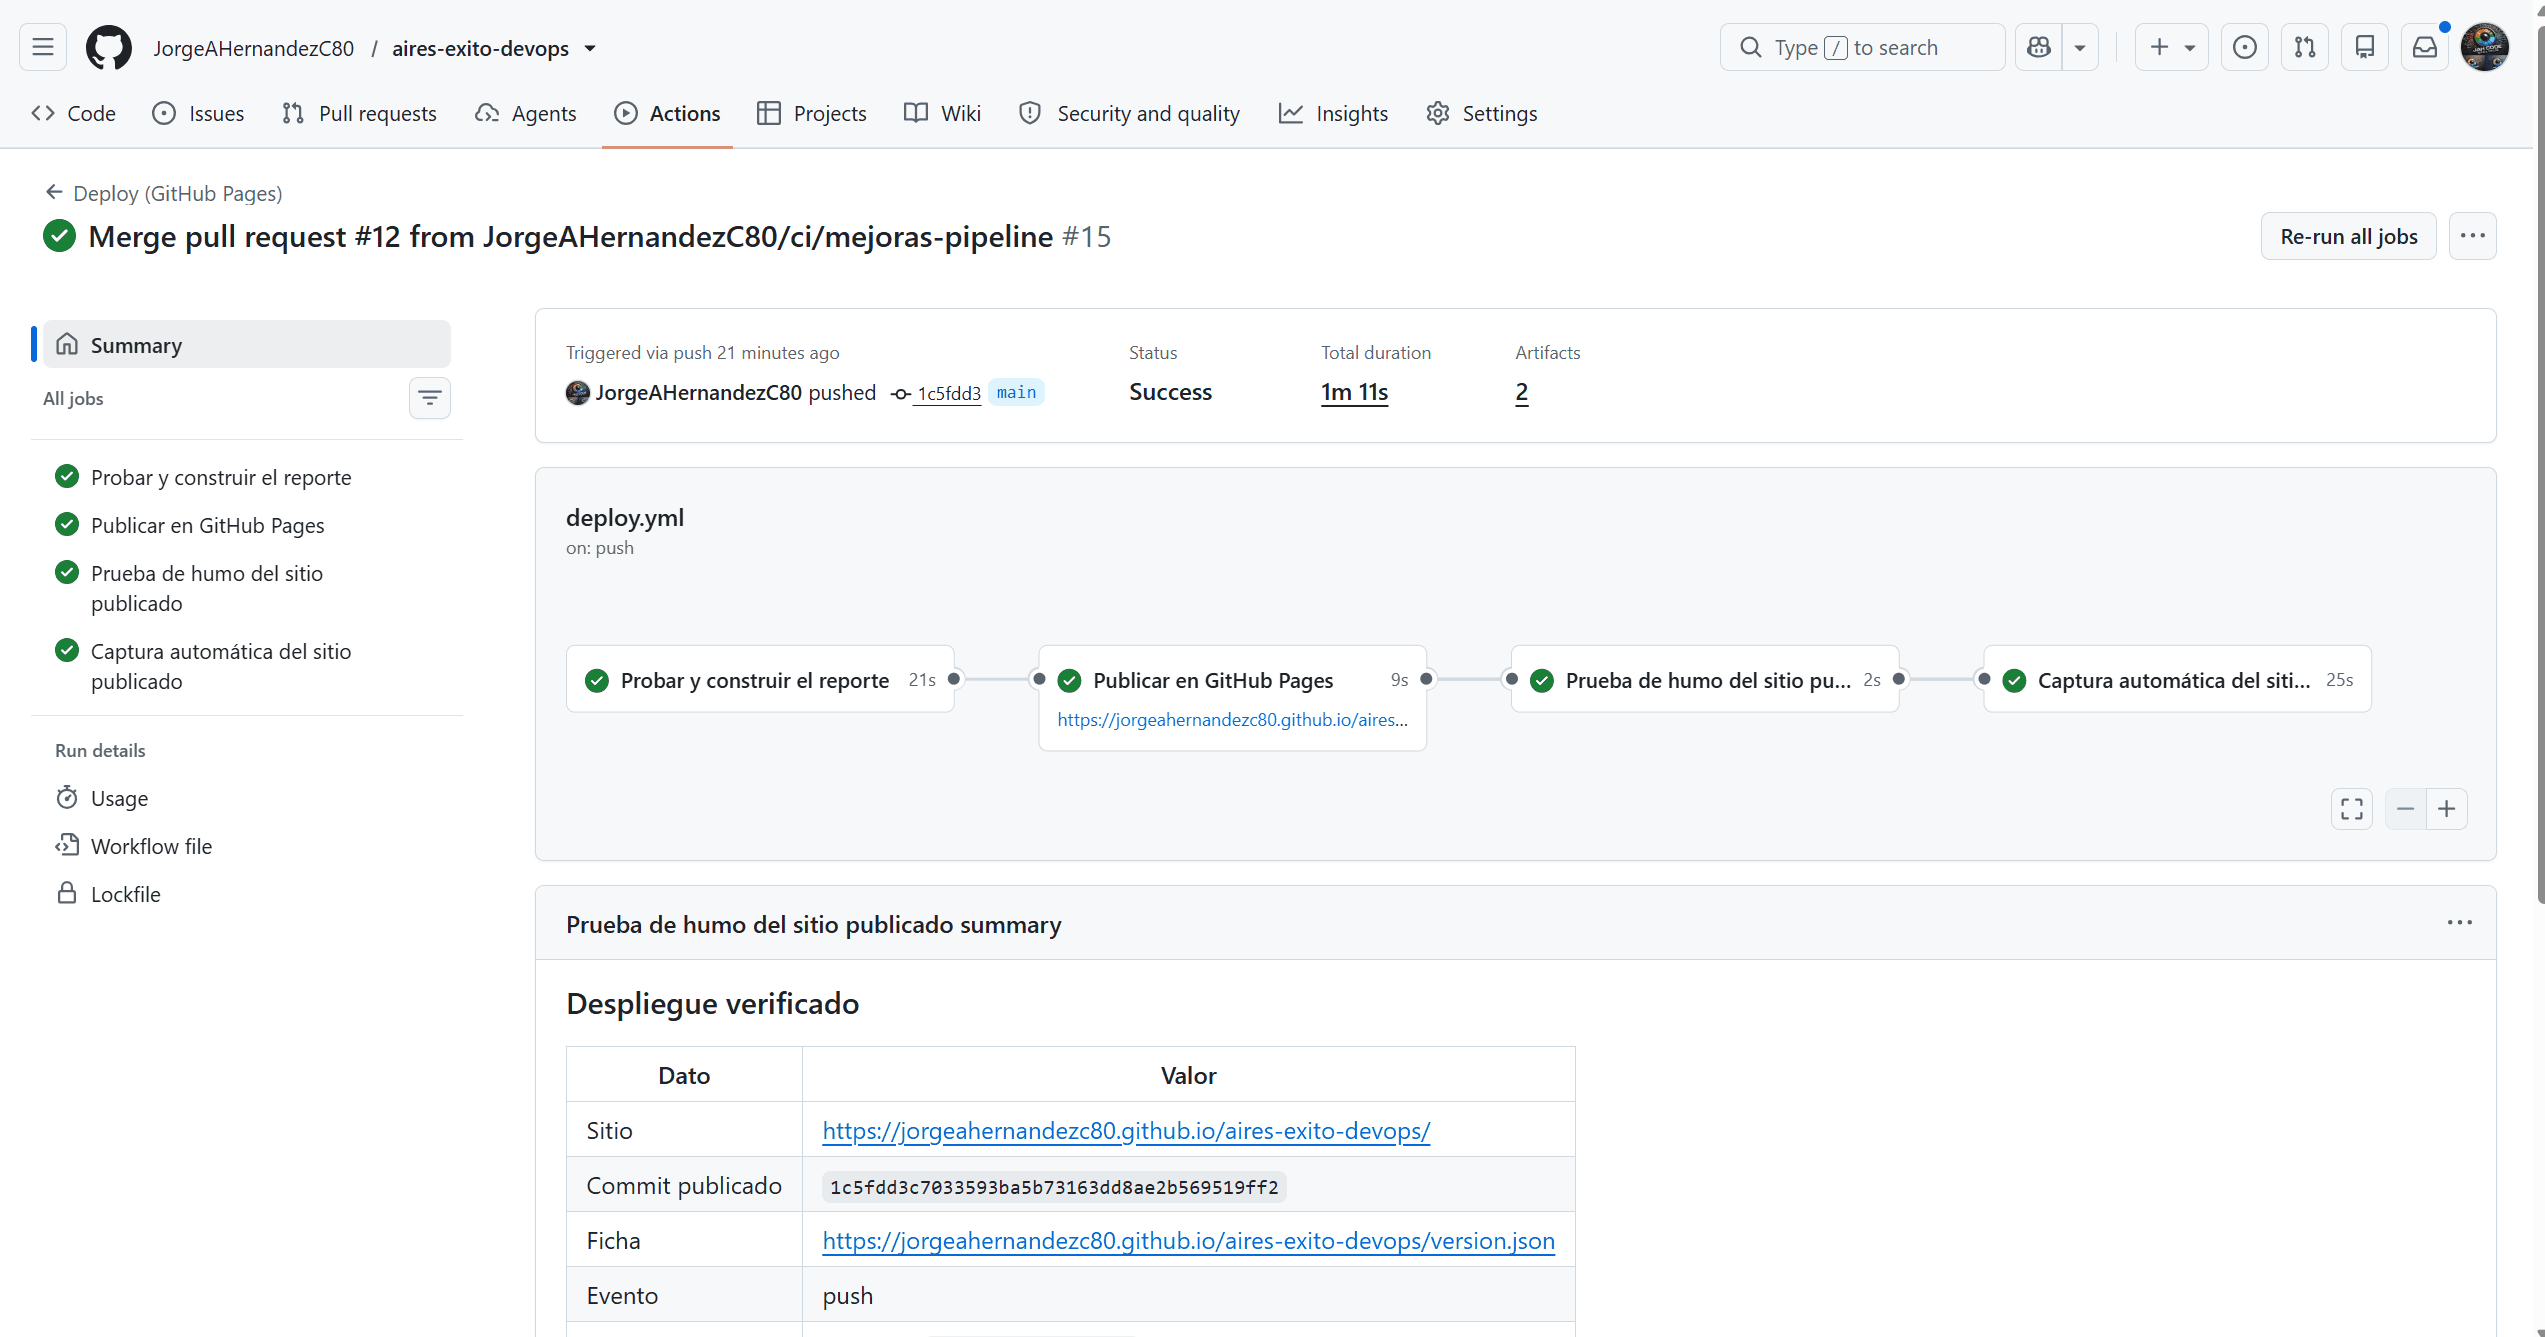 JorgeAHernandezC80 / aires-exito-devops
Type / to search
Code Issues Pull requests Agents Actions Projects Wiki Security and quality Insights Settings
Deploy (GitHub Pages)
Merge pull request #12 from JorgeAHernandezC80/ci/mejoras-pipeline #15
Re-run all jobs
Summary
All jobs
Probar y construir el reporte
Publicar en GitHub Pages
Prueba de humo del sitio
publicado
Captura automática del sitio
publicado
Run details
Usage
Workflow file
Lockfile
Triggered via push 21 minutes ago
JorgeAHernandezC80 pushed 1c5fdd3 main
Status
Success
Total duration
1m 11s
Artifacts
2
deploy.yml
on: push
Probar y construir el reporte 21s
Publicar en GitHub Pages 9s
https://jorgeahernandezc80.github.io/aires...
Prueba de humo del sitio pu... 2s
Captura automática del siti... 25s
Prueba de humo del sitio publicado summary
Despliegue verificado
Dato Valor
Sitio https://jorgeahernandezc80.github.io/aires-exito-devops/
Commit publicado 1c5fdd3c7033593ba5b73163dd8ae2b569519ff2
Ficha https://jorgeahernandezc80.github.io/aires-exito-devops/version.json
Evento push